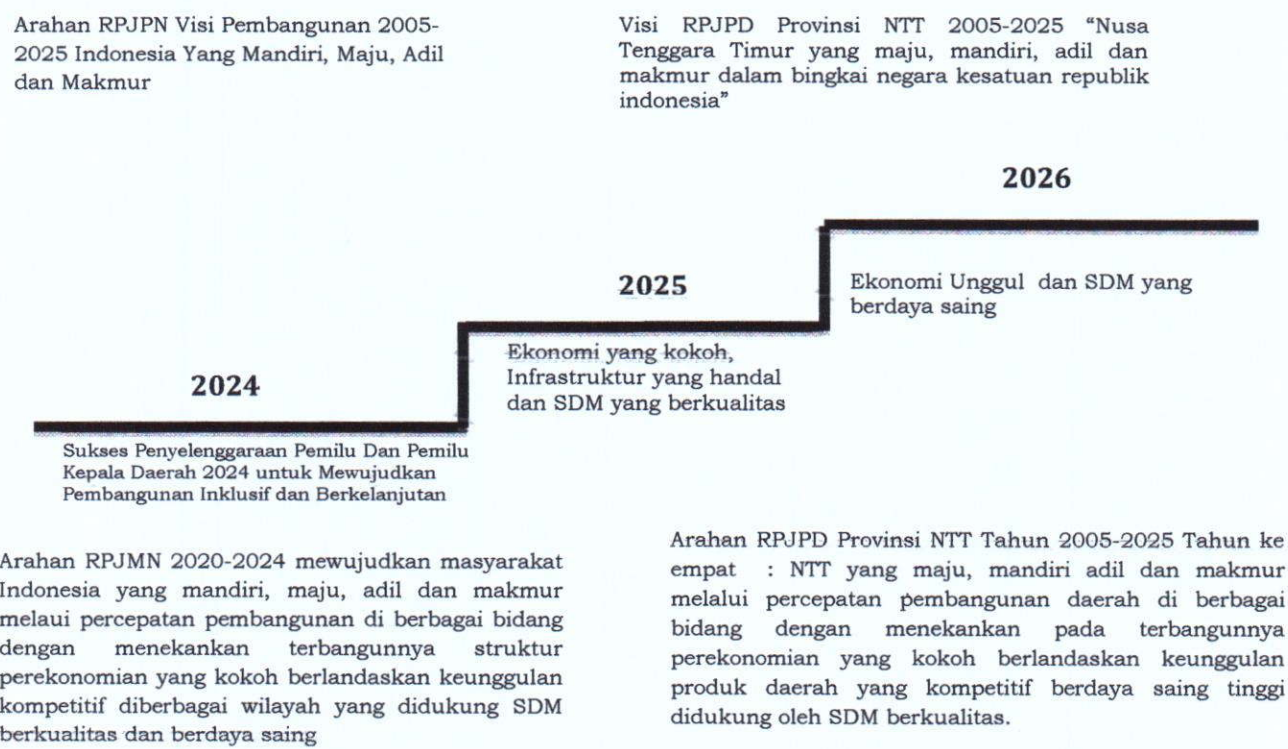 Arahan RPJPN Visi Pembangunan 2005-
2025 Indonesia Yang Mandiri, Maju, Adil
dan Makmur
Visi RPJPD Provinsi NTT 2005-2025 “Nusa
Tenggara Timur yang maju, mandiri, adil dan
makmur dalam bingkai negara kesatuan republik
indonesia”
2026
Ekonomi Unggul dan SDM yang
berdaya saing
2025
Ekonomi yang kokoh,
Infrastruktur yang handal
dan SDM yang berkualitas
2024
Sukses Penyelenggaraan Pemilu Dan Pemilu
Kepala Daerah 2024 untuk Mewujudkan
Pembangunan Inklusif dan Berkelanjutan
Arahan RPJMN 2020-2024 mewujudkan masyarakat
Indonesia yang mandiri, maju, adil dan makmur
melaui percepatan pembangunan di berbagai bidang
dengan menekankan terbangunnya struktur
perekonomian yang kokoh berlandaskan keunggulan
kompetitif diberbagai wilayah yang didukung SDM
berkualitas dan berdaya saing
Arahan RPJPD Provinsi NTT Tahun 2005-2025 Tahun ke
empat : NTT yang maju, mandiri adil dan makmur
melalui percepatan pembangunan daerah di berbagai
bidang dengan menekankan pada terbangunnya
perekonomian yang kokoh berlandaskan keunggulan
produk daerah yang kompetitif berdaya saing tinggi
didukung oleh SDM berkualitas.